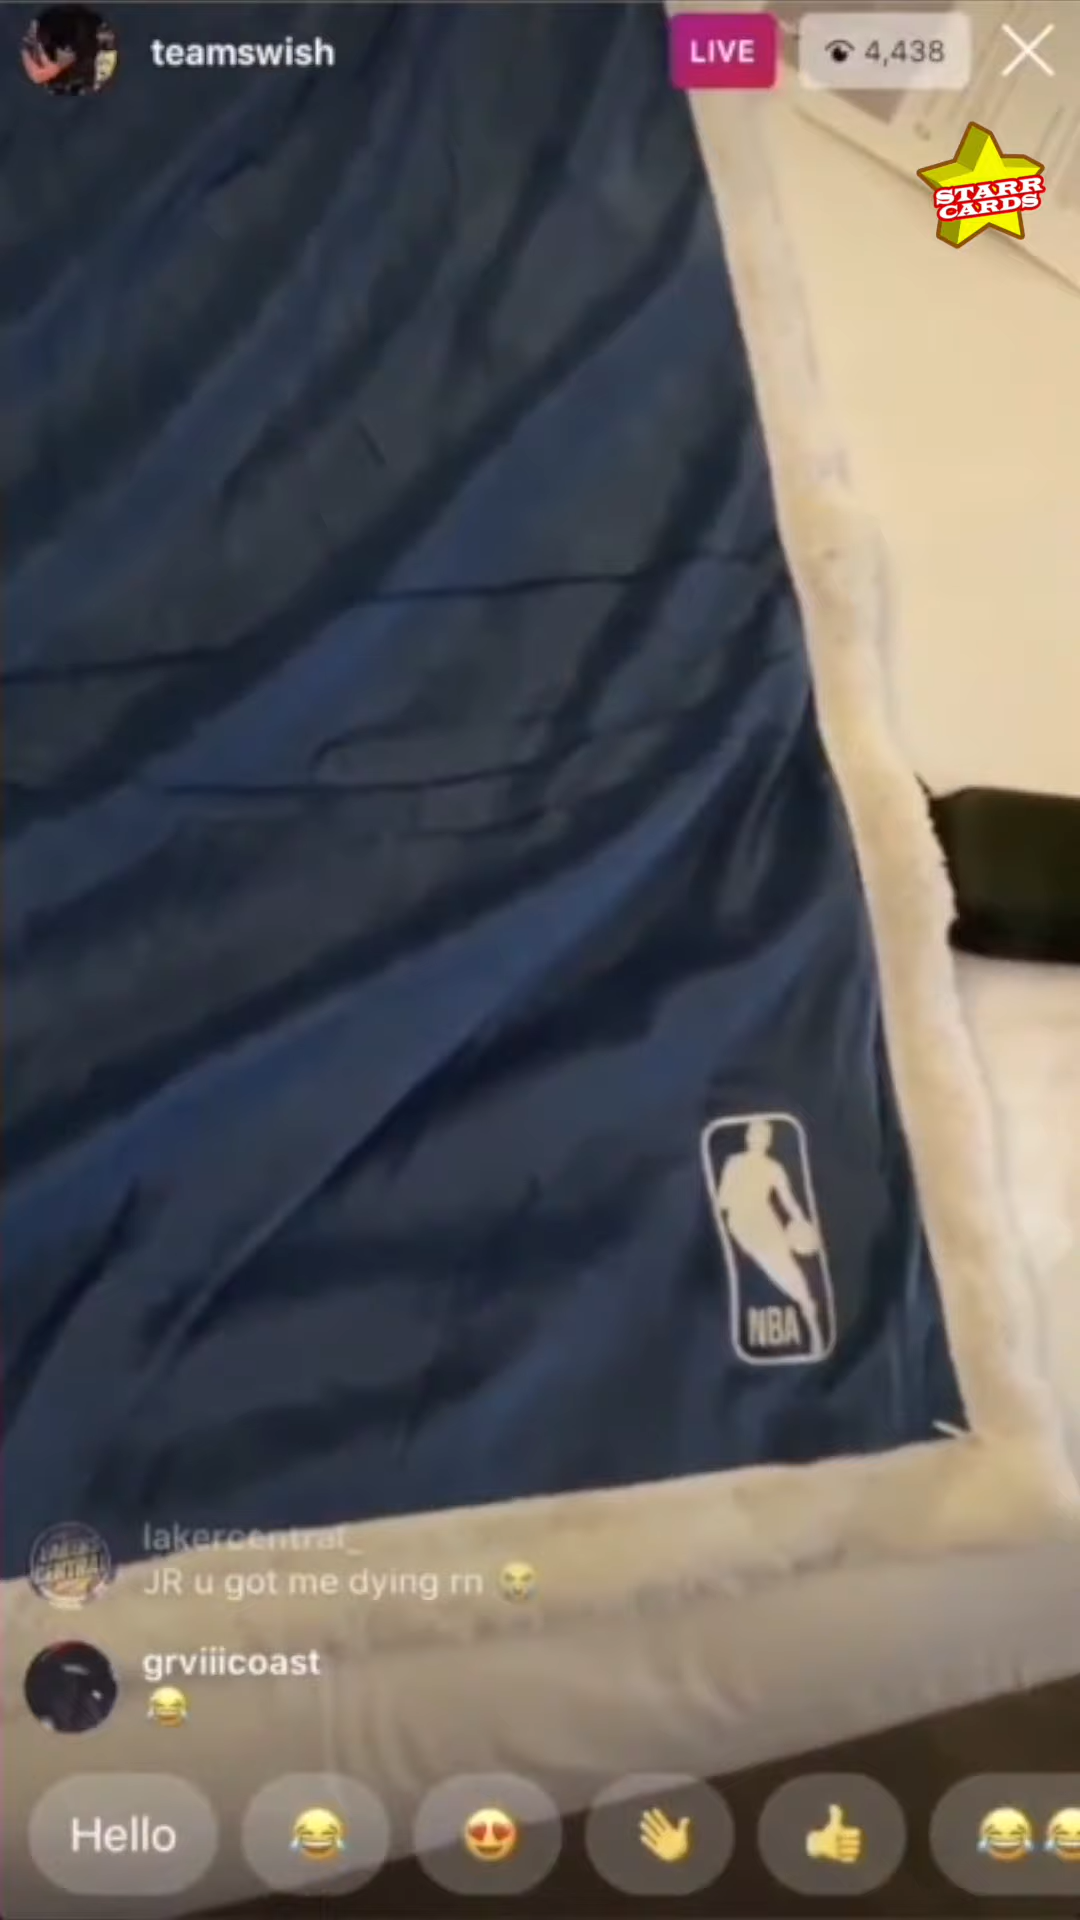 teamswish
LIVE
4,438
STARR
CARDS
NBA
lakercentral_
JR u got me dying rn 😭
grviiicoast
😂
Hello
😂
😍
👋
👍
😂😂